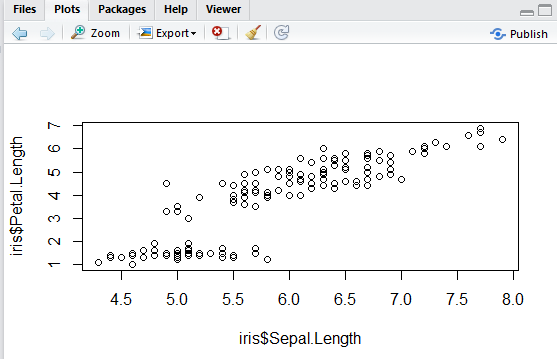 Files Plots Packages Help Viewer
Zoom Export Publish
iris$Petal.Length
7
6
5
4
3
2
1
4.5 5.0 5.5 6.0 6.5 7.0 7.5 8.0
iris$Sepal.Length